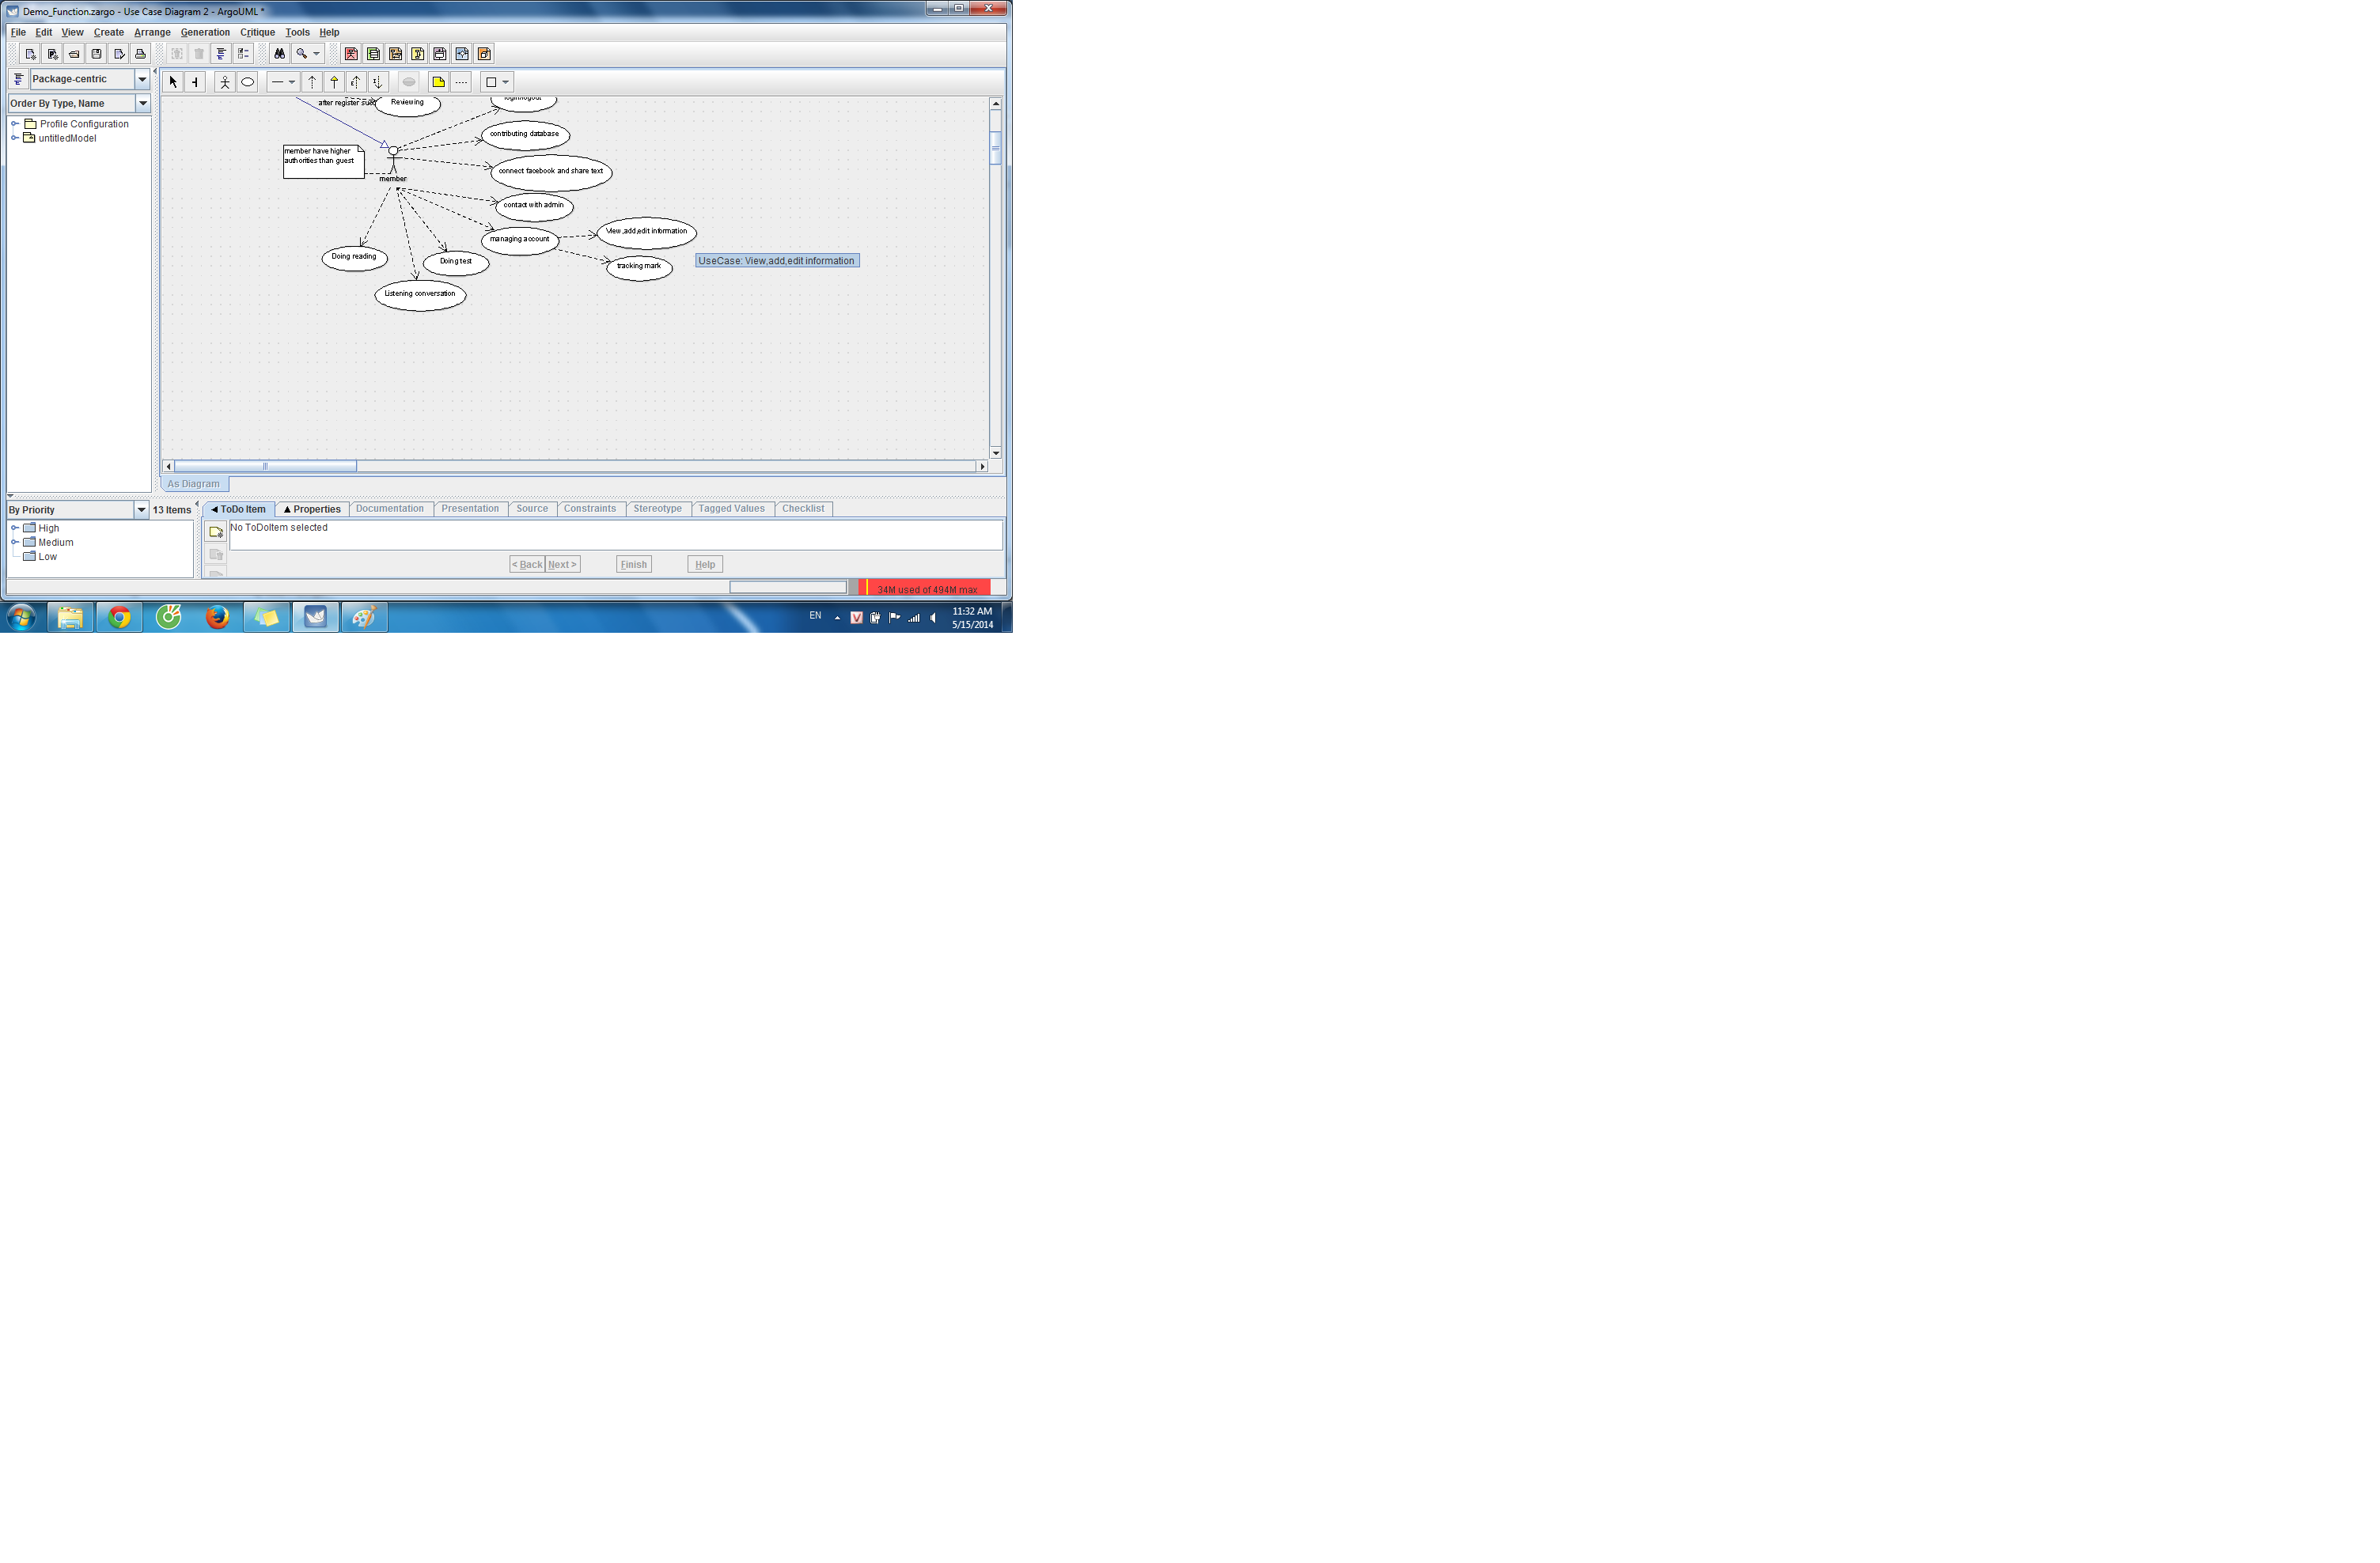 Demo_Function.zargo - Use Case Diagram 2 - ArgoUML *
File Edit View Create Arrange Generation Critique Tools Help
Package-centric
Order By Type, Name
Profile Configuration
untitledModel
after register
Reviewing
login/logout
contributing database
member have higher
authorities than guest
connect facebook and share text
member
contact with admin
View,add,edit information
managing account
Doing reading
Doing test
tracking mark
UseCase: View,add,edit information
Listening conversation
As Diagram
By Priority
13 Items
ToDo Item Properties Documentation Presentation Source Constraints Stereotype Tagged Values Checklist
High
Medium
Low
No ToDoItem selected
< Back Next > Finish Help
34M used of 494M max
EN
V
11:32 AM
5/15/2014